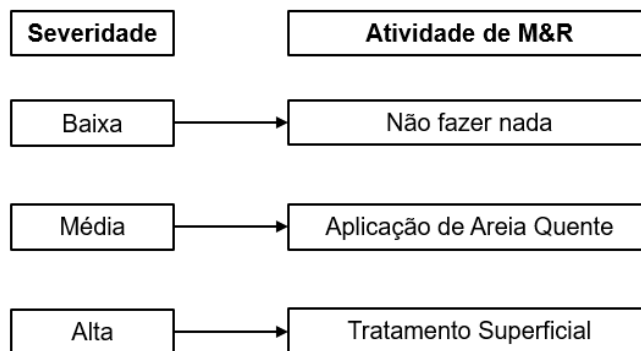 Severidade
Atividade de M&R
Baixa
Não fazer nada
Média
Aplicação de Areia Quente
Alta
Tratamento Superficial